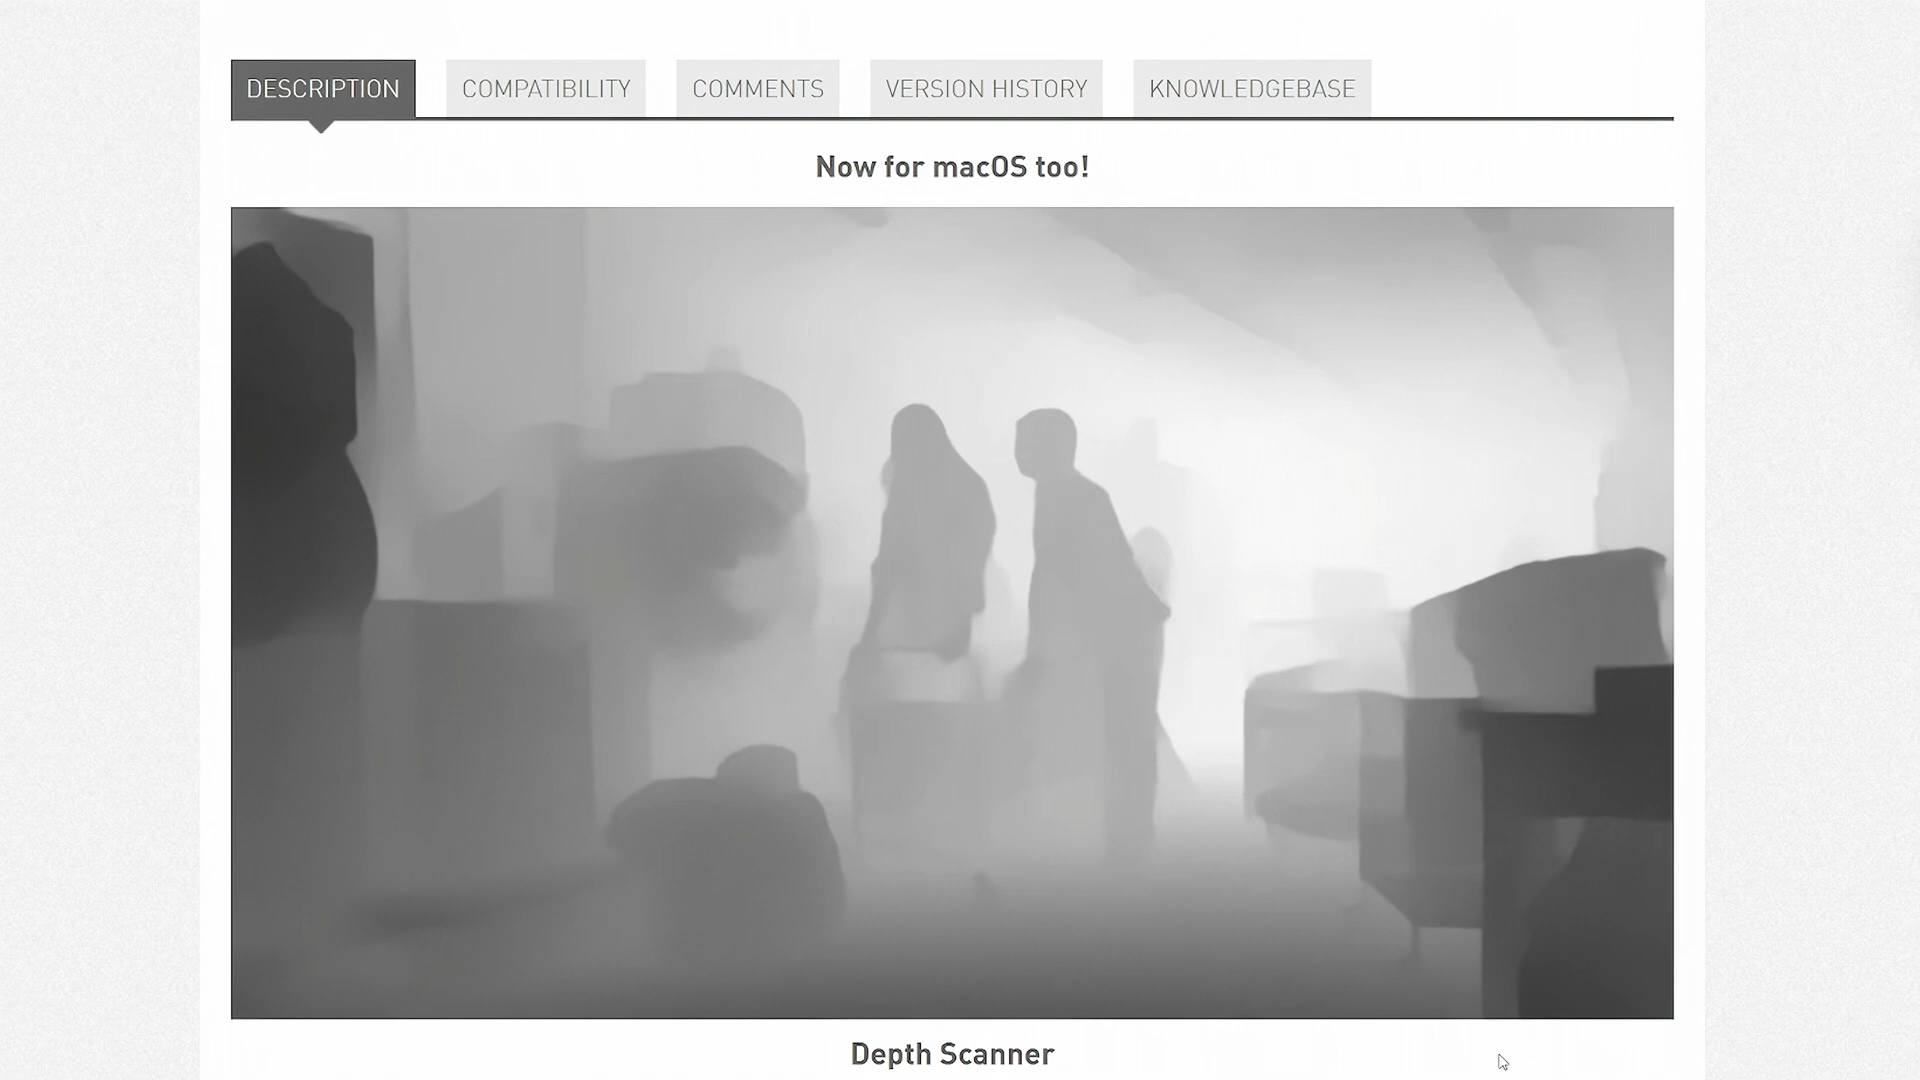 DESCRIPTION COMPATIBILITY COMMENTS VERSION HISTORY KNOWLEDGEBASE
Now for macOS too!
Depth Scanner